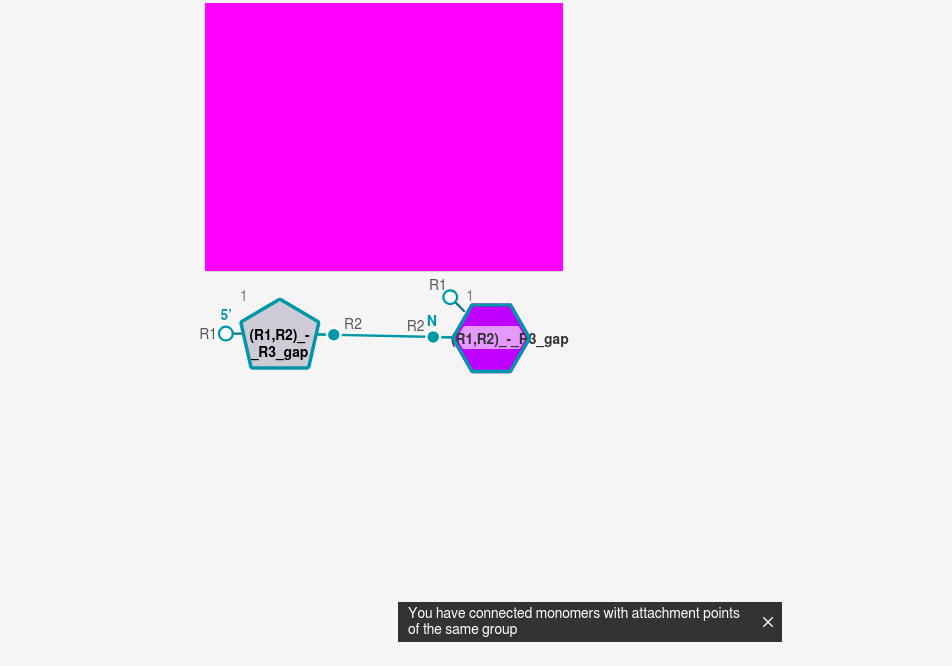 R1
1
1
5'
R1
(R1,R2)_-
_R3_gap
R2
R2
N
(R1,R2)_-_R3_gap
You have connected monomers with attachment points
of the same group